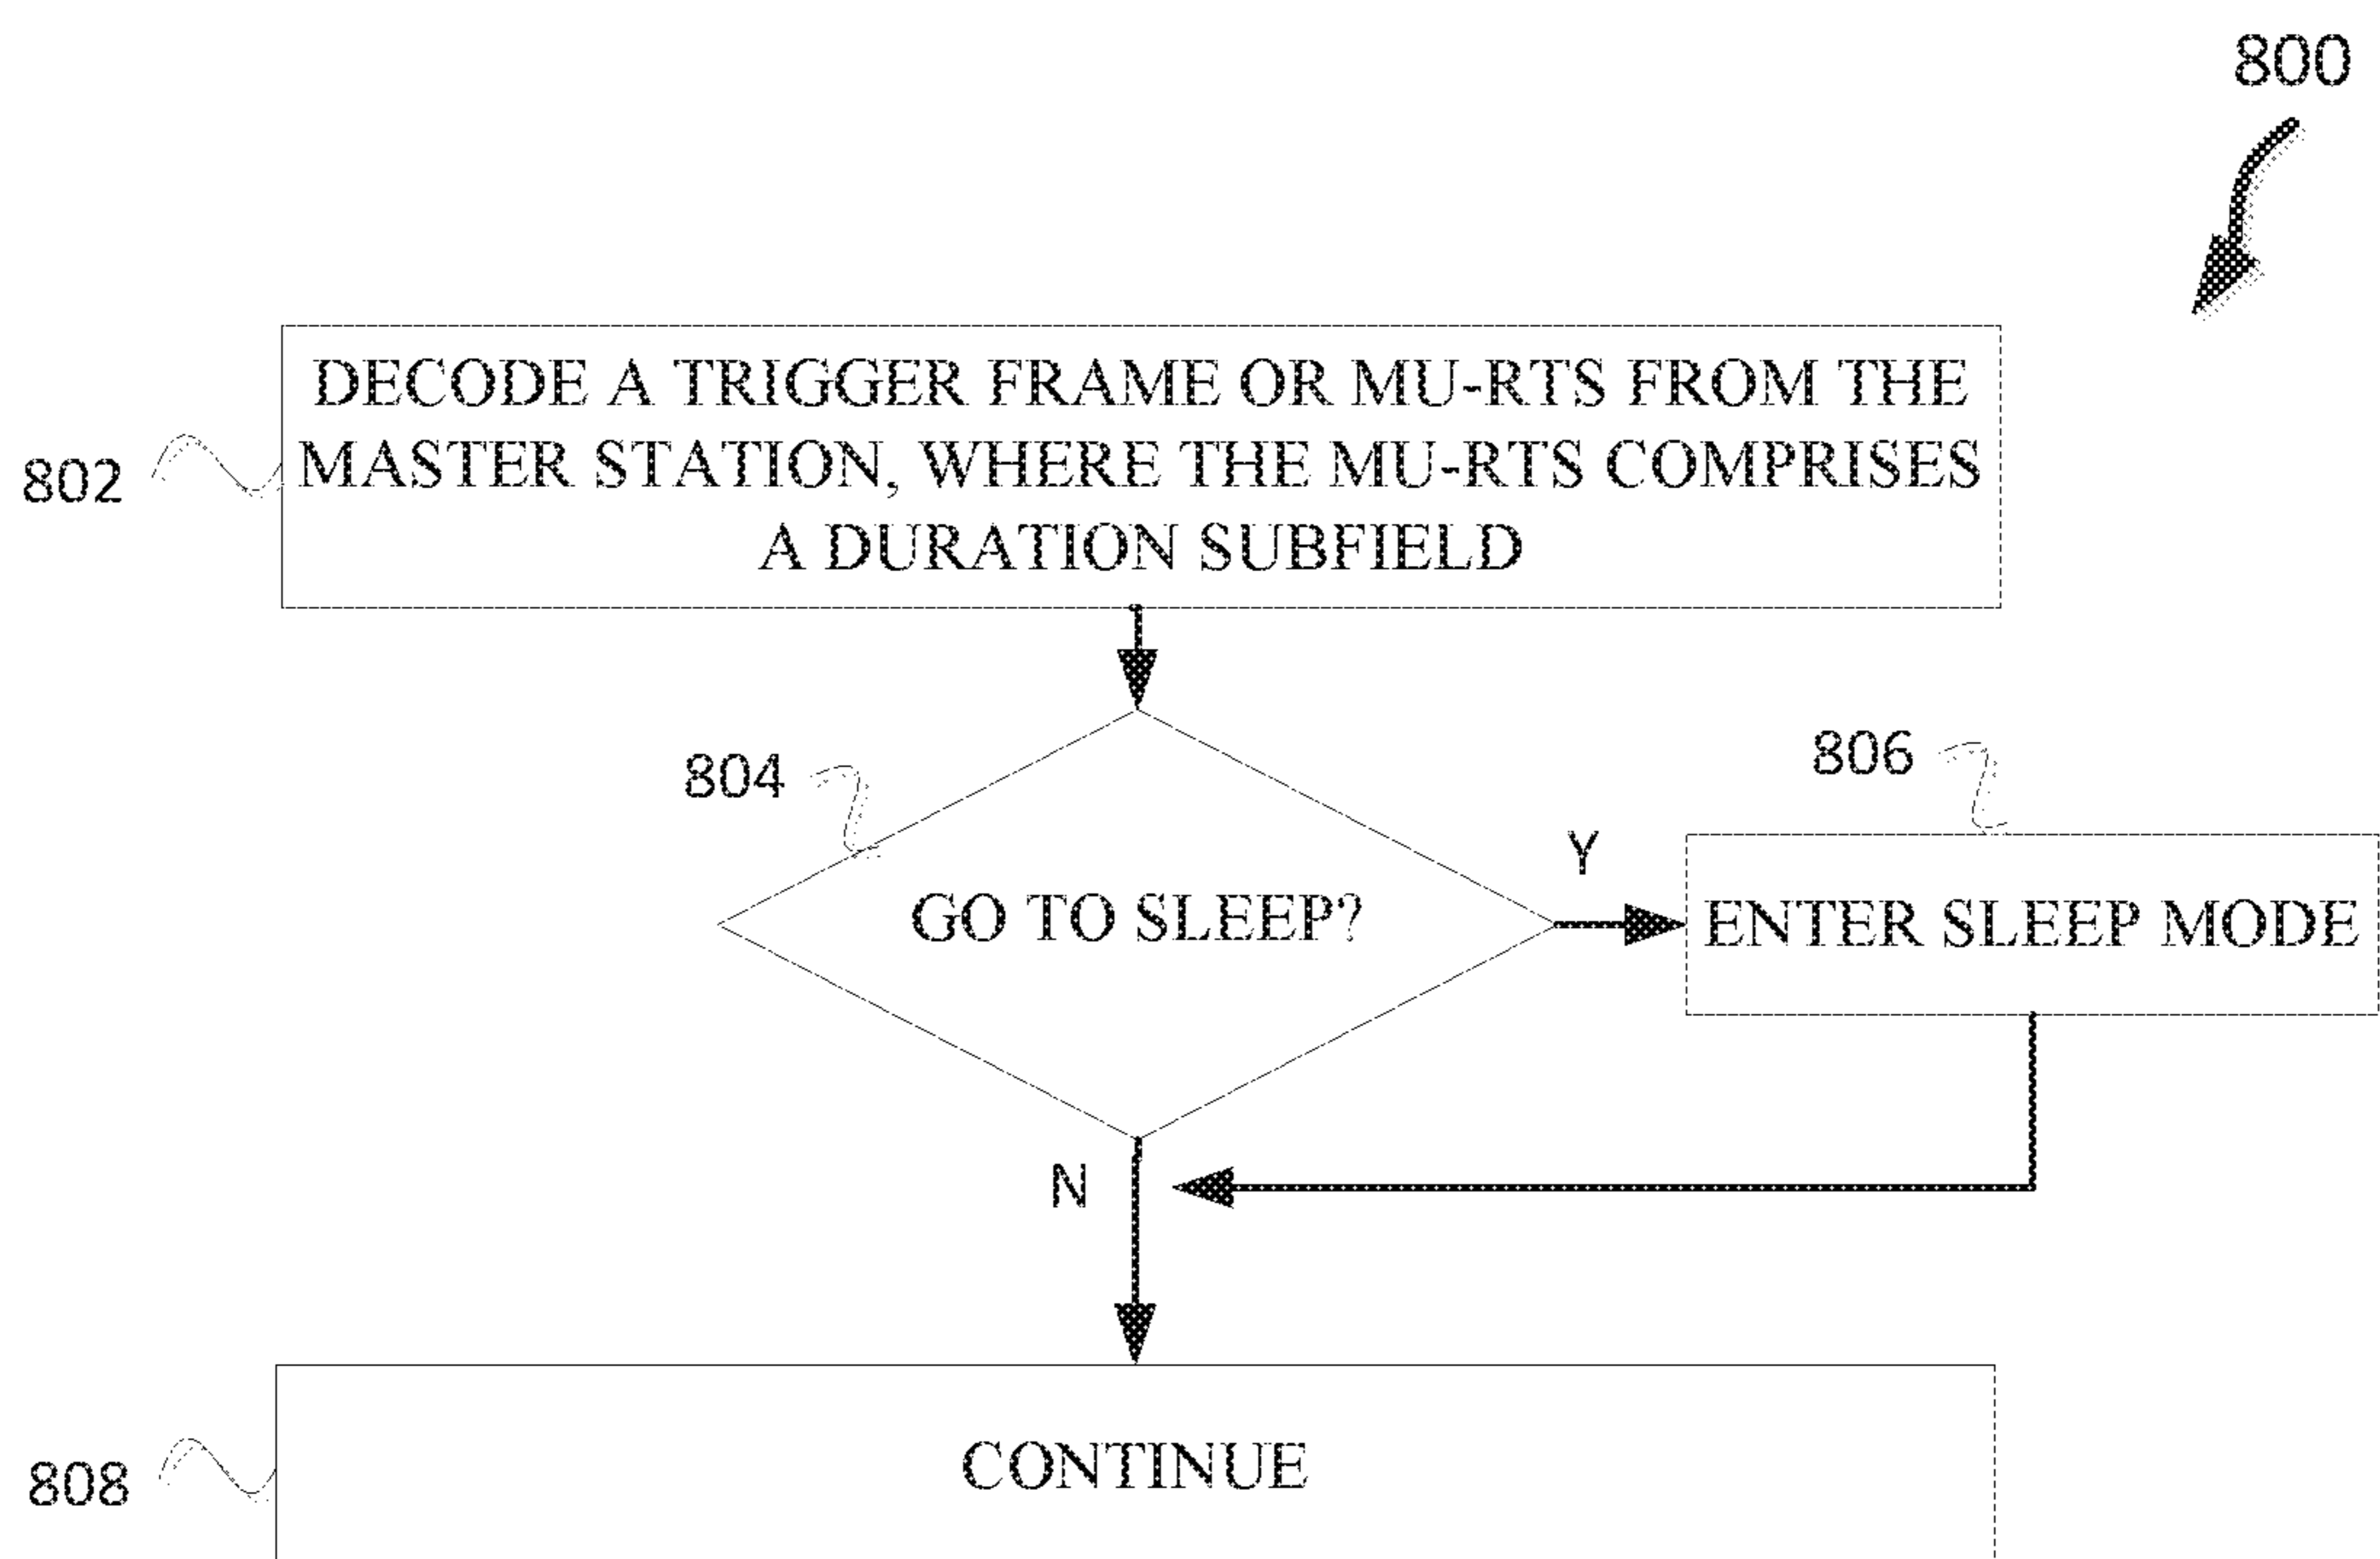 800
802
DECODE A TRIGGER FRAME OR MU-RTS FROM THE
MASTER STATION, WHERE THE MU-RTS COMPRISES
A DURATION SUBFIELD
804
GO TO SLEEP?
Y
806
ENTER SLEEP MODE
N
808
CONTINUE